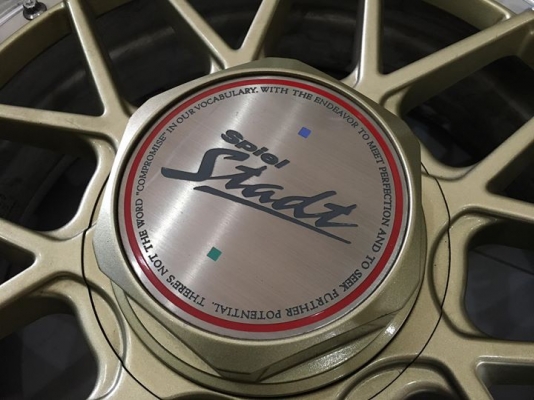 Spiel
Stadt
THERE'S NOT THE WORD "COMPROMISE" IN OUR VOCABULARY. WITH THE ENDEAVOR TO MEET PERFECTION AND TO SEEK FURTHER POTENTIAL.